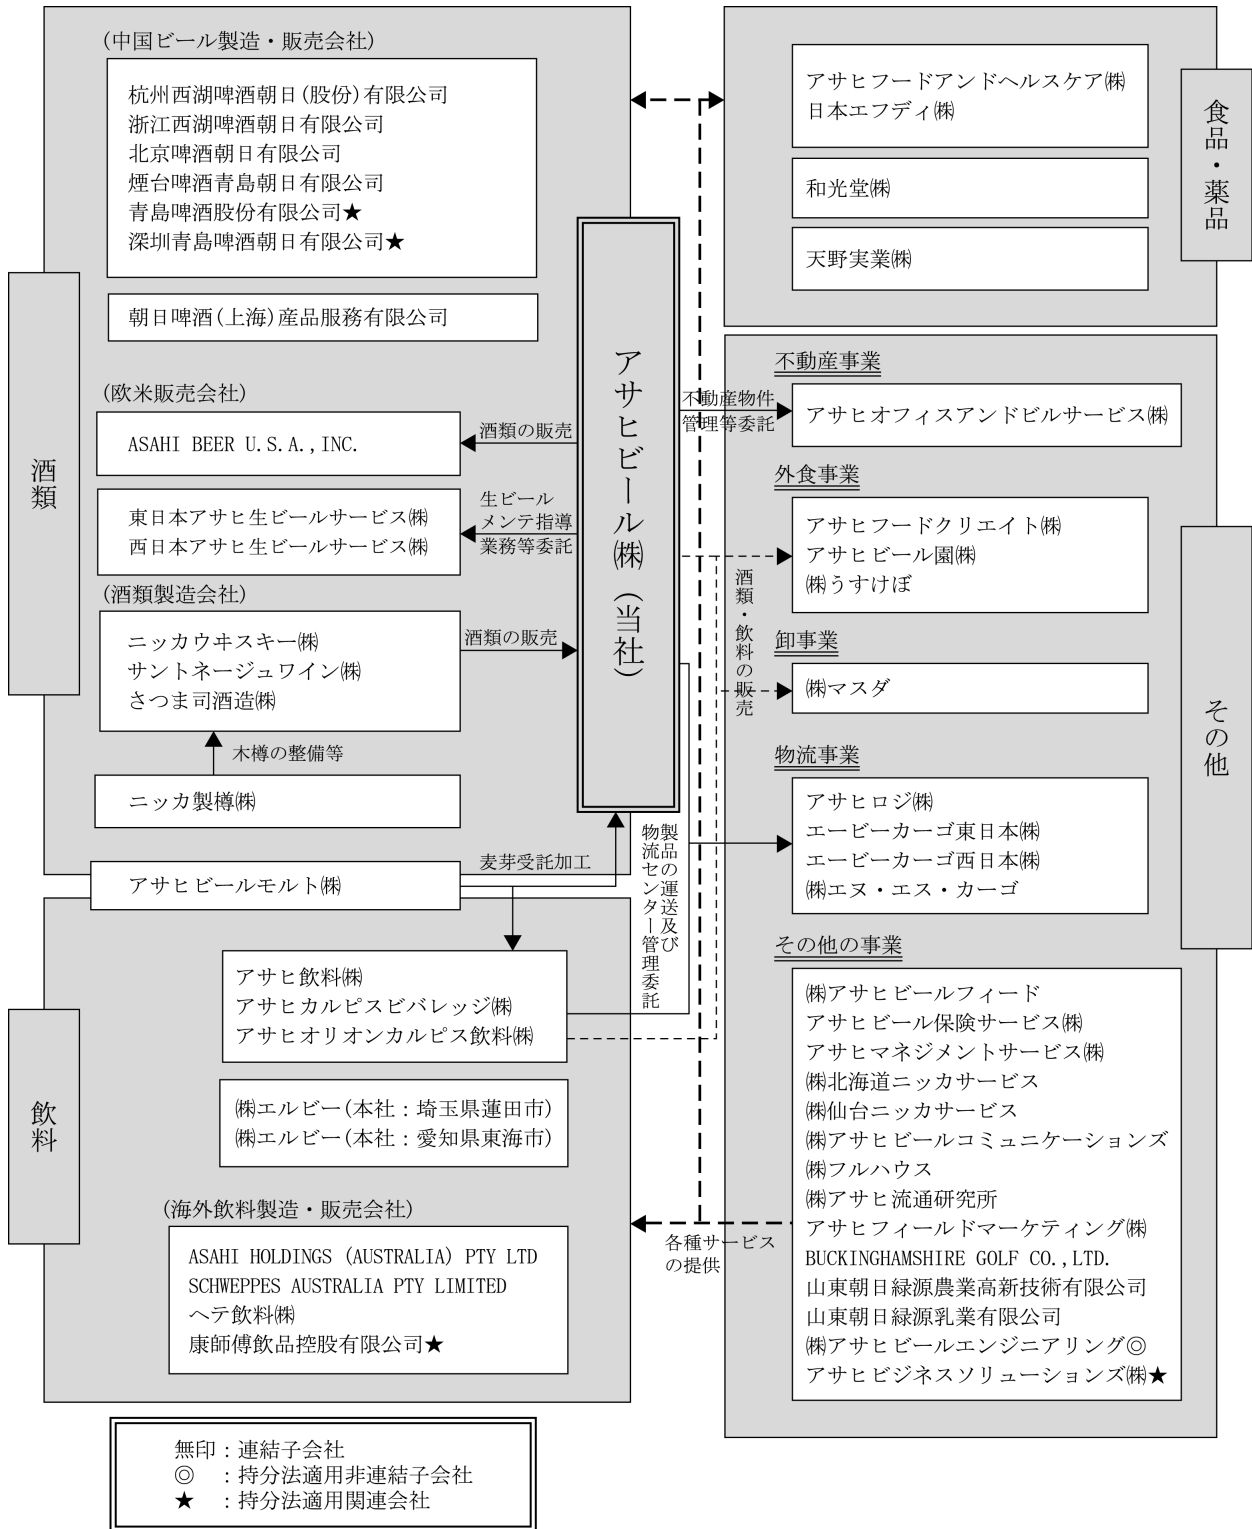 (中国ビール製造・販売会社)
杭州西湖啤酒朝日(股份)有限公司
浙江西湖啤酒朝日有限公司
北京啤酒朝日有限公司
煙台啤酒青島朝日有限公司
青島啤酒股份有限公司★
深圳青島啤酒朝日有限公司★
朝日啤酒(上海)産品服務有限公司
(欧米販売会社)
ASAHI BEER U.S.A.,INC.
酒類の販売
東日本アサヒ生ビールサービス㈱
西日本アサヒ生ビールサービス㈱
生ビール
メンテ指導
業務等委託
(酒類製造会社)
ニッカウヰスキー㈱
サントネージュワイン㈱
さつま司酒造㈱
酒類の販売
木樽の整備等
ニッカ製樽㈱
酒類
アサヒビール㈱(当社)
アサヒビールモルト㈱
麦芽受託加工
アサヒ飲料㈱
アサヒカルピスビバレッジ㈱
アサヒオリオンカルピス飲料㈱
㈱エルビー(本社：埼玉県蓮田市)
㈱エルビー(本社：愛知県東海市)
(海外飲料製造・販売会社)
ASAHI HOLDINGS (AUSTRALIA) PTY LTD
SCHWEPPES AUSTRALIA PTY LIMITED
ヘテ飲料㈱
康師傅飲品控股有限公司★
飲料
製品の運送及び
物流センター管理委託
アサヒフードアンドヘルスケア㈱
日本エフディ㈱
和光堂㈱
天野実業㈱
食品・薬品
不動産事業
不動産物件
管理等委託
アサヒオフィスアンドビルサービス㈱
外食事業
アサヒフードクリエイト㈱
アサヒビール園㈱
㈱うすけぼ
酒類・飲料の販売
卸事業
㈱マスダ
物流事業
アサヒロジ㈱
エービーカーゴ東日本㈱
エービーカーゴ西日本㈱
㈱エヌ・エス・カーゴ
その他の事業
㈱アサヒビールフィード
アサヒビール保険サービス㈱
アサヒマネジメントサービス㈱
㈱北海道ニッカサービス
㈱仙台ニッカサービス
㈱アサヒビールコミュニケーションズ
㈱フルハウス
㈱アサヒ流通研究所
アサヒフィールドマーケティング㈱
BUCKINGHAMSHIRE GOLF CO.,LTD.
山東朝日緑源農業高新技術有限公司
山東朝日緑源乳業有限公司
㈱アサヒビールエンジニアリング◎
アサヒビジネスソリューションズ㈱★
その他
各種サービス
の提供
無印：連結子会社
◎ ：持分法適用非連結子会社
★ ：持分法適用関連会社